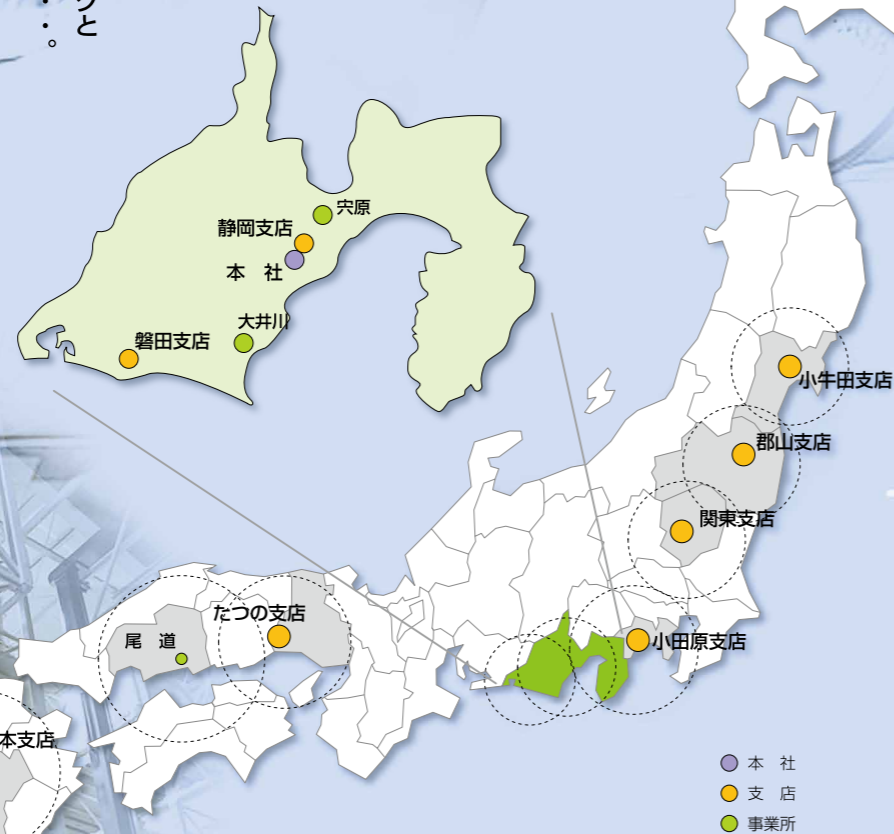 ・・。
穴原
静岡支店
本　社
大井川
磐田支店
小牛田支店
郡山支店
関東支店
たつの支店
尾　道
小田原支店
本支店
本　社
支　店
事業所